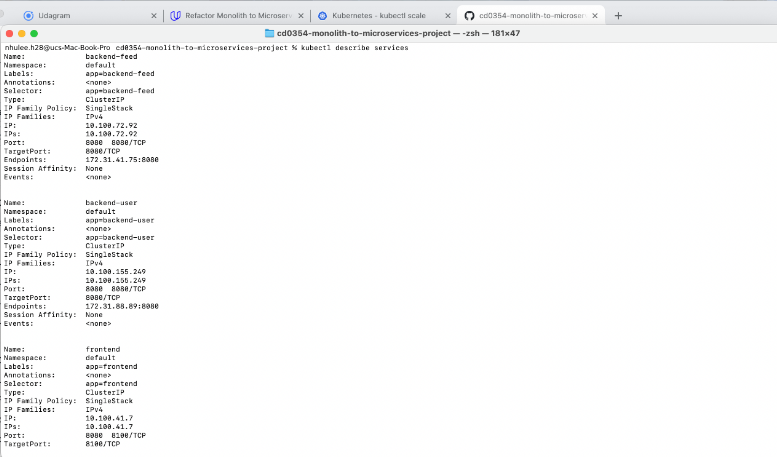 Udagram
Refactor Monolith to Microserv
Kubernetes - kubectl scale
cd0354-monolith-to-microservi
cd0354-monolith-to-microservices-project — -zsh — 181×47
nhulee.h28@ucs-Mac-Book-Pro cd0354-monolith-to-microservices-project % kubectl describe services
Name: backend-feed
Namespace: default
Labels: app=backend-feed
Annotations: <none>
Selector: app=backend-feed
Type: ClusterIP
IP Family Policy: SingleStack
IP Families: IPv4
IP: 10.100.72.92
IPs: 10.100.72.92
Port: 8080 8080/TCP
TargetPort: 8080/TCP
Endpoints: 172.31.41.75:8080
Session Affinity: None
Events: <none>
Name: backend-user
Namespace: default
Labels: app=backend-user
Annotations: <none>
Selector: app=backend-user
Type: ClusterIP
IP Family Policy: SingleStack
IP Families: IPv4
IP: 10.100.155.249
IPs: 10.100.155.249
Port: 8080 8080/TCP
TargetPort: 8080/TCP
Endpoints: 172.31.88.89:8080
Session Affinity: None
Events: <none>
Name: frontend
Namespace: default
Labels: app=frontend
Annotations: <none>
Selector: app=frontend
Type: ClusterIP
IP Family Policy: SingleStack
IP Families: IPv4
IP: 10.100.41.7
IPs: 10.100.41.7
Port: 8080 8100/TCP
TargetPort: 8100/TCP